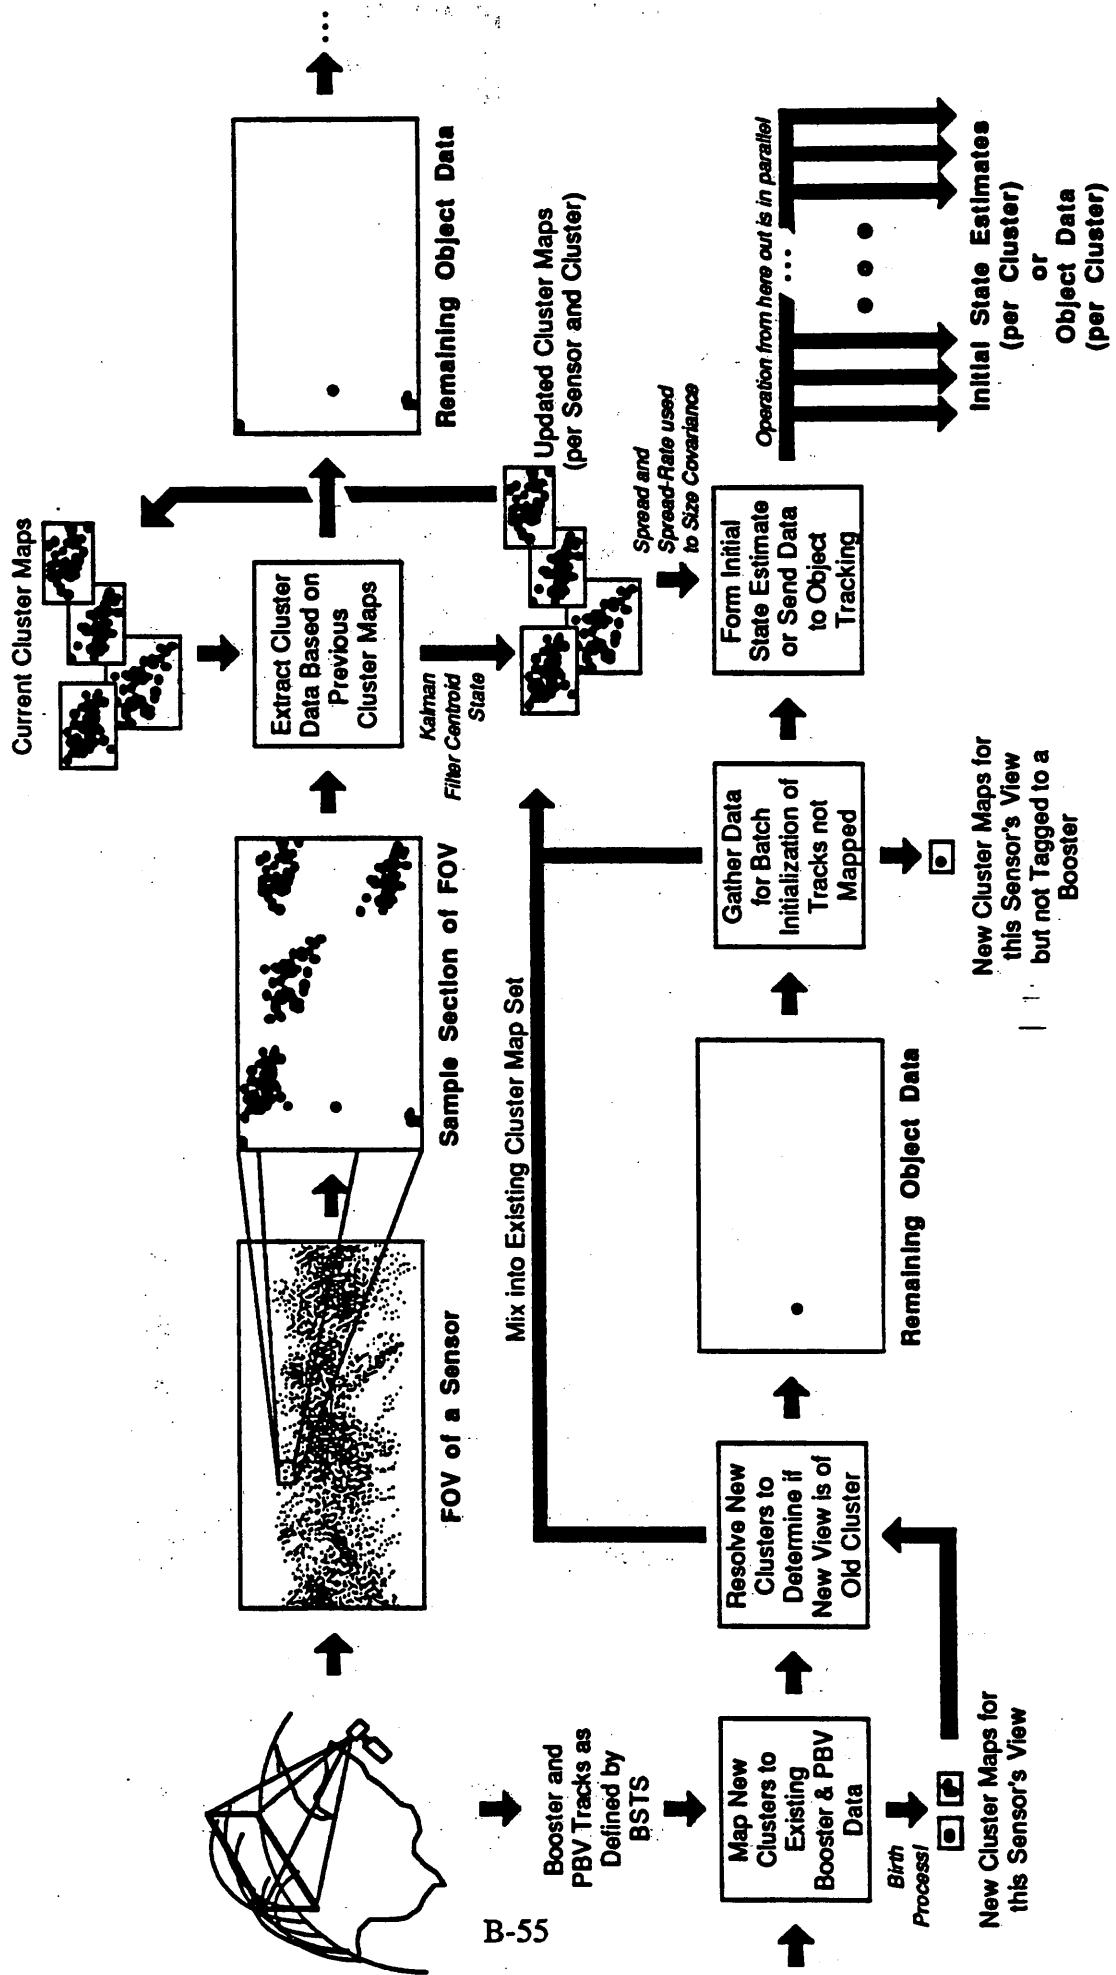 Current Cluster Maps
FOV of a Sensor
Sample Section of FOV
Extract Cluster
Data Based on
Previous
Cluster Maps
Remaining Object Data
...
Kalman
Filter Centroid
State
Updated Cluster Maps
(per Sensor and Cluster)
Mix into Existing Cluster Map Set
Spread and
Spread-Rate used
to Size Covariance
Booster and
PBV Tracks as
Defined by
BSTS
Map New
Clusters to
Existing
Booster & PBV
Data
Resolve New
Clusters to
Determine if
New View is of
Old Cluster
Remaining Object Data
Gather Data
for Batch
Initialization of
Tracks not
Mapped
Form Initial
State Estimate
or Send Data
to Object
Tracking
Operation from here out is in parallel
...
Birth
Process!
New Cluster Maps for
this Sensor's View
New Cluster Maps for
this Sensor's View
but not Tagged to a
Booster
Initial State Estimates
(per Cluster)
or
Object Data
(per Cluster)
B-55